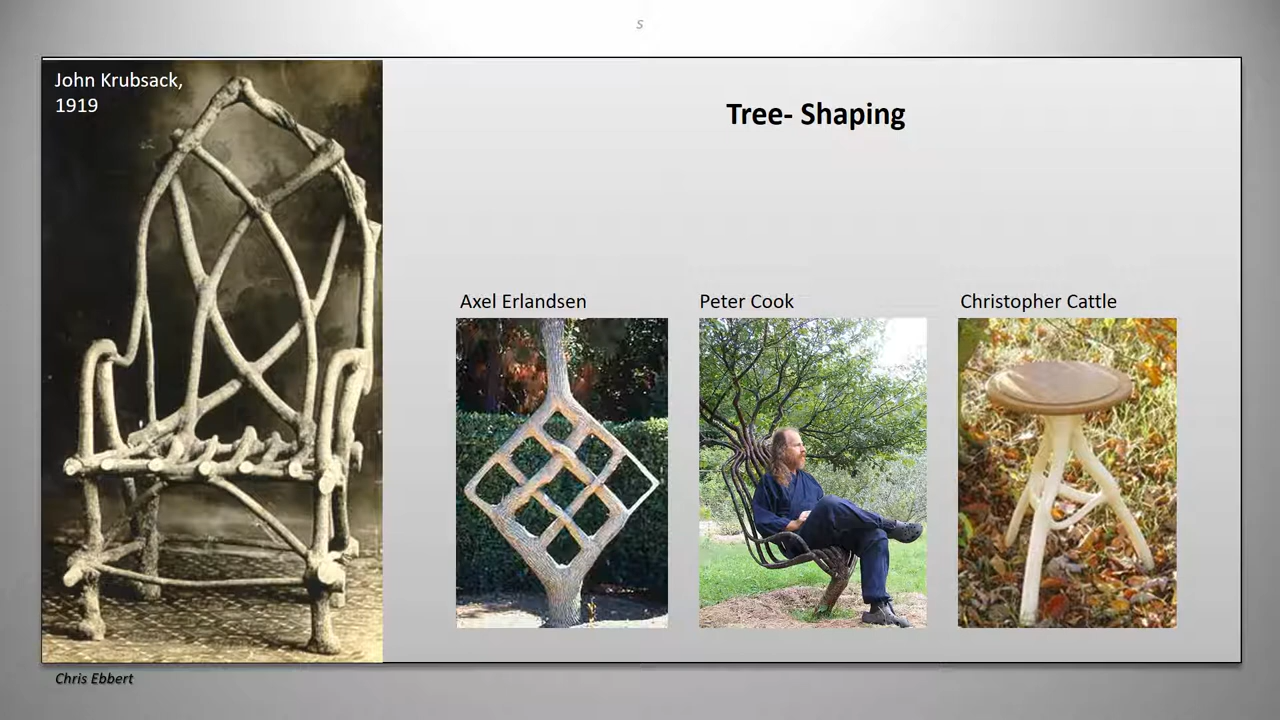 s
John Krubsack,
1919
Tree- Shaping
Axel Erlandsen
Peter Cook
Christopher Cattle
Chris Ebbert